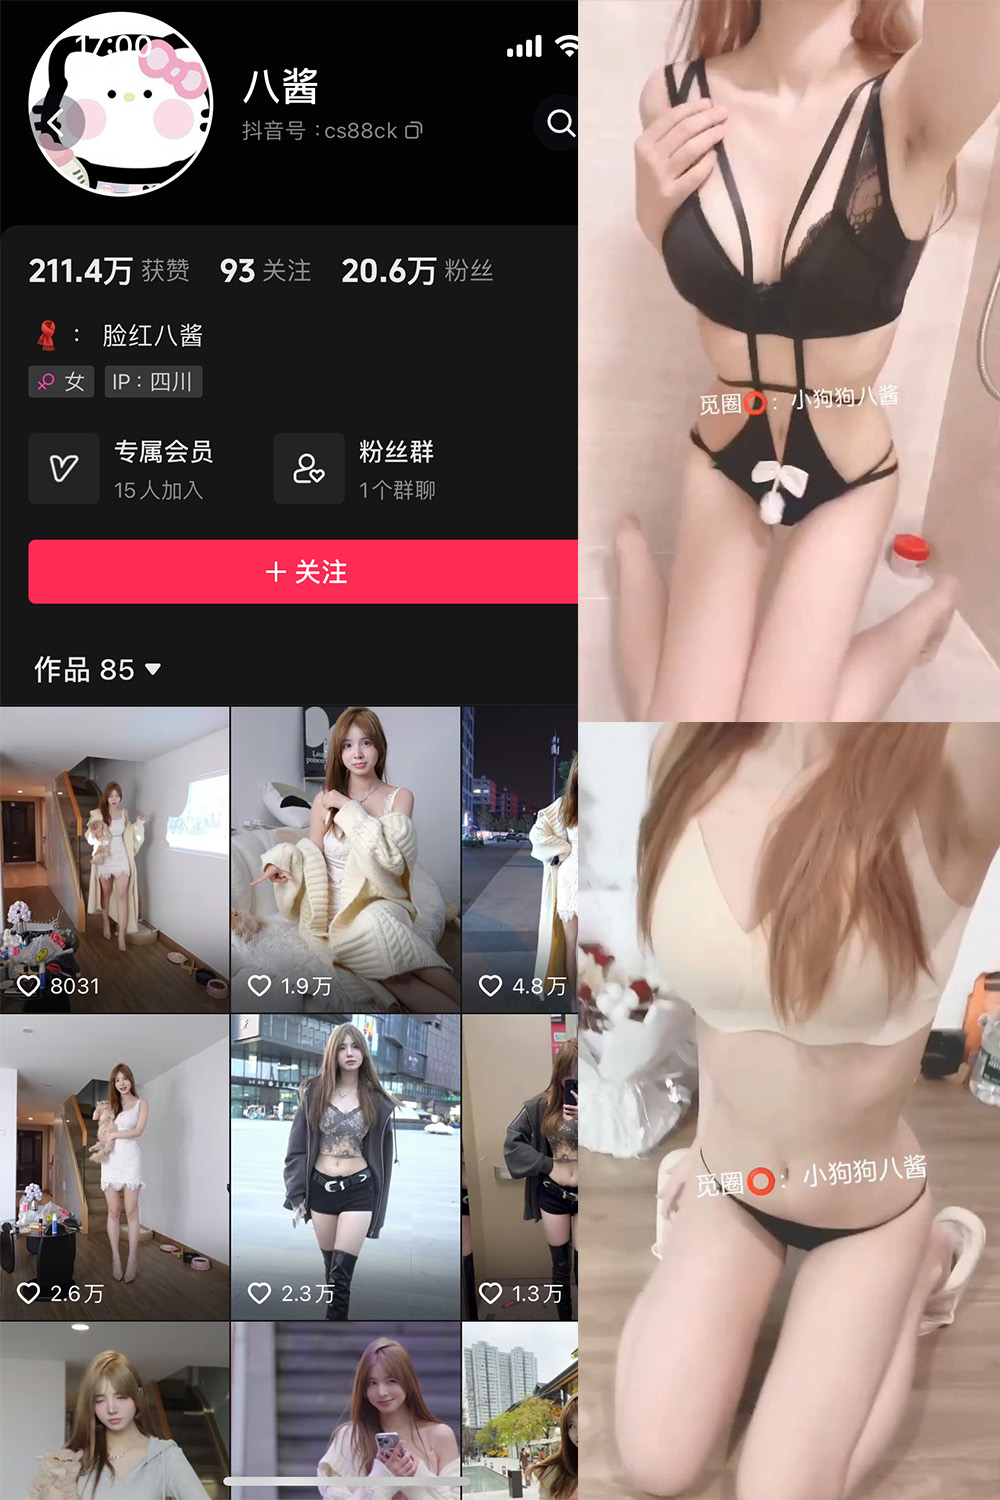 17:00
八酱
抖音号：cs88ck
211.4万 获赞 93 关注 20.6万 粉丝
： 脸红八酱
女 IP：四川
专属会员
15人加入
粉丝群
1个群聊
+ 关注
作品 85
8031
1.9万
4.8万
2.6万
2.3万
1.3万
觅圈⭕：小狗狗八酱
觅圈⭕：小狗狗八酱